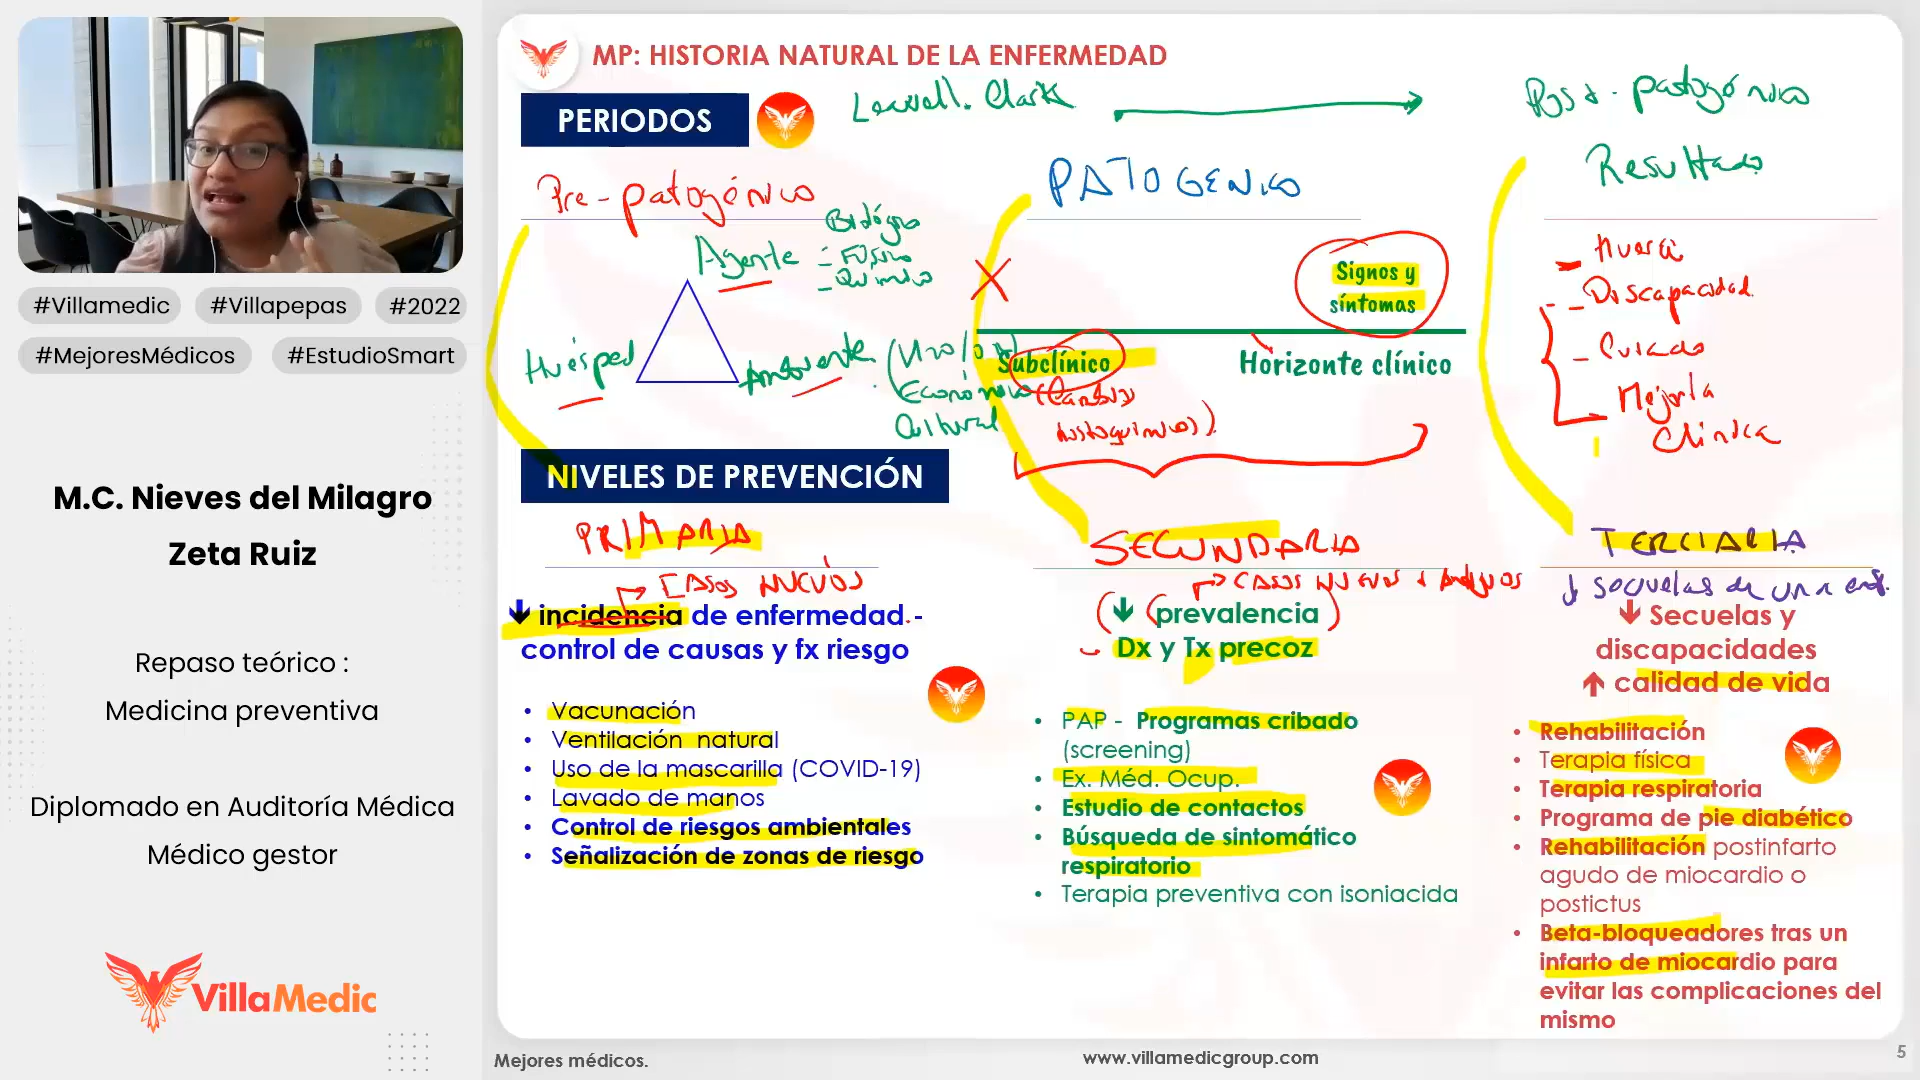 #Villamedic #Villapepas #2022
#MejoresMédicos #EstudioSmart
M.C. Nieves del Milagro
Zeta Ruiz
Repaso teórico :
Medicina preventiva
Diplomado en Auditoría Médica
Médico gestor
VillaMedic
MP: HISTORIA NATURAL DE LA ENFERMEDAD
PERIODOS
Leavell. Clark
Post-patogénico
Resultado
Pre-patogénico
PATOGENICO
Agente
Biológico
- Físico
- Químico
Huésped
Ambiente
Económico
Cultural
Signos y
síntomas
Subclínico
Horizonte clínico
(Cambios
histoquímicos)
- Discapacidad
- Curado
Mejoría
Clínica
NIVELES DE PREVENCIÓN
PRIMARIA
CASOS NUEVOS
incidencia de enfermedad.-
control de causas y fx riesgo
• Vacunación
• Ventilación natural
• Uso de la mascarilla (COVID-19)
• Lavado de manos
• Control de riesgos ambientales
• Señalización de zonas de riesgo
SECUNDARIA
CASOS NUEVOS + Antiguos
(↓ (prevalencia)
- Dx y Tx precoz
• PAP - Programas cribado
(screening)
• Ex. Méd. Ocup.
• Estudio de contactos
• Búsqueda de sintomático
respiratorio
• Terapia preventiva con isoniacida
TERCIARIA
↓ secuelas de una enf.
↓ Secuelas y
discapacidades
↑ calidad de vida
• Rehabilitación
• Terapia física
• Terapia respiratoria
• Programa de pie diabético
• Rehabilitación postinfarto
agudo de miocardio o
postictus
• Beta-bloqueadores tras un
infarto de miocardio para
evitar las complicaciones del
mismo
Mejores médicos.
www.villamedicgroup.com
5